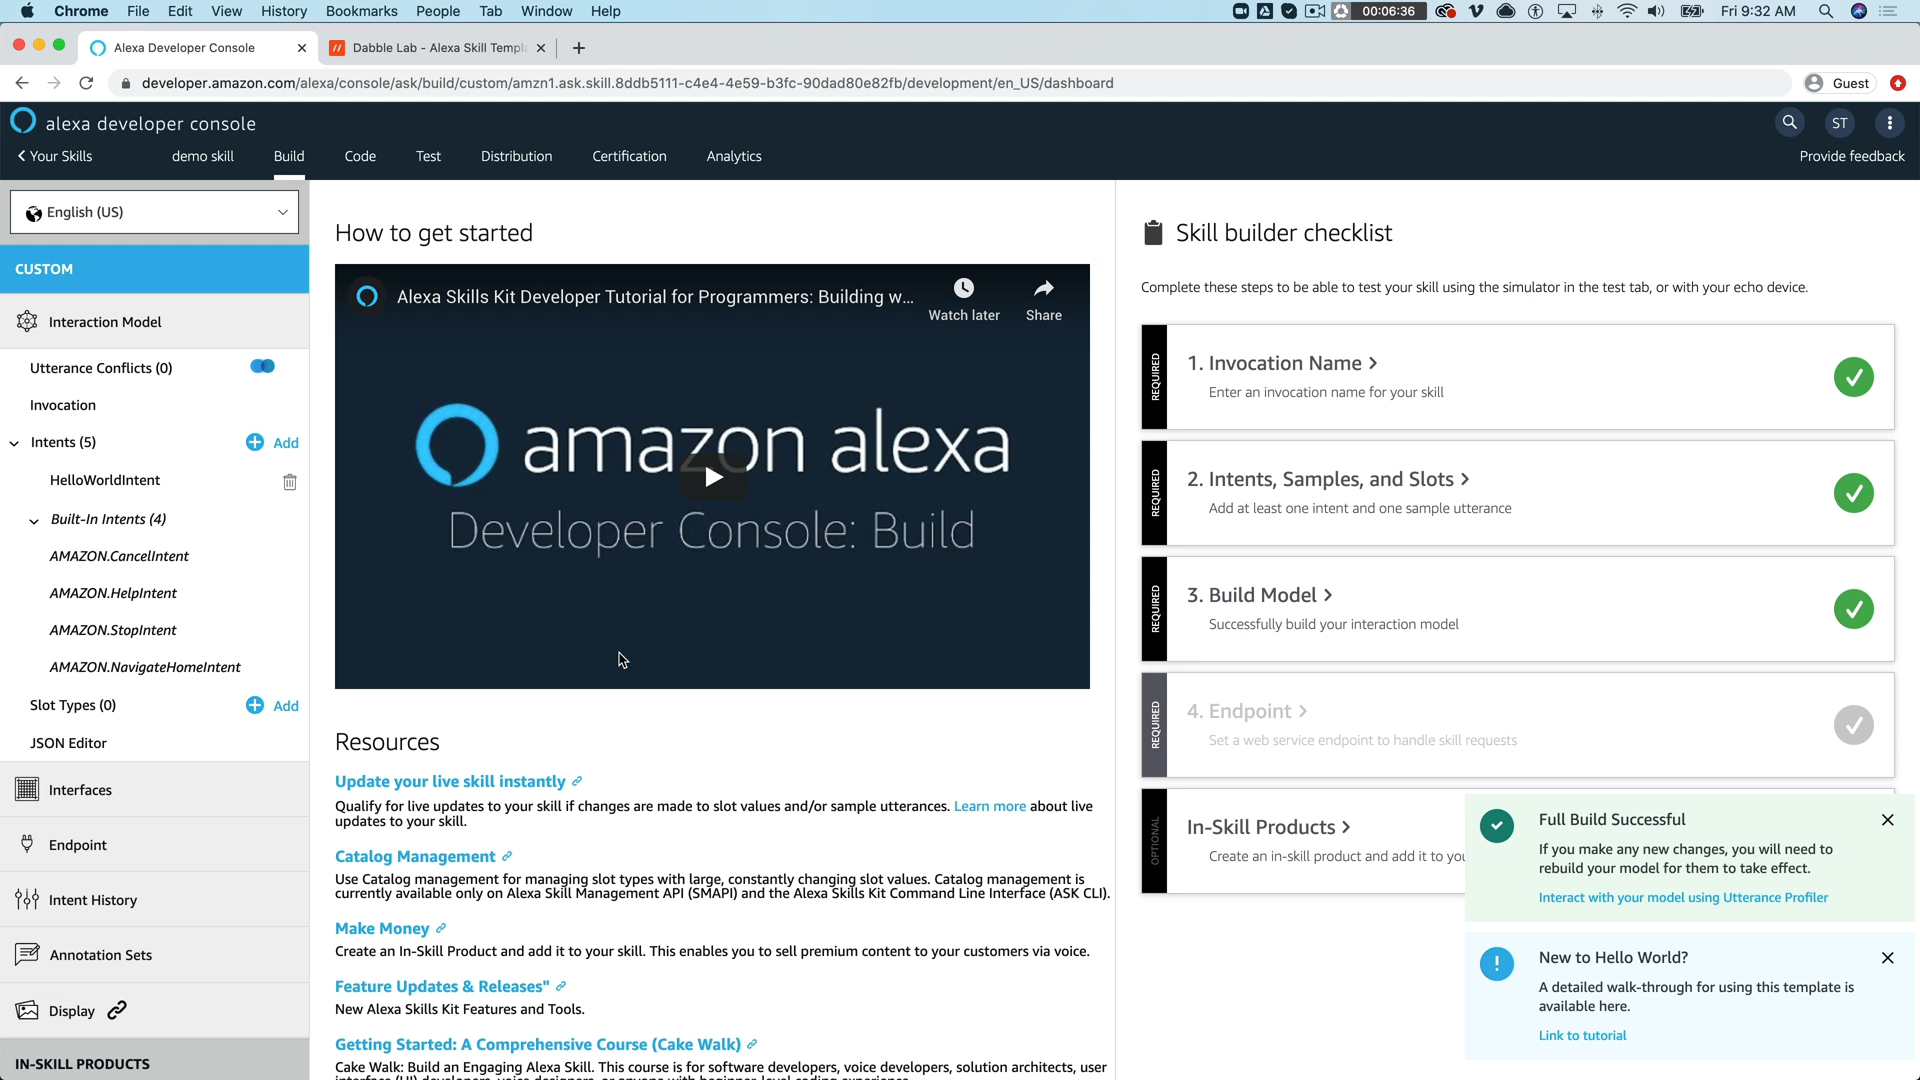 Chrome File Edit View History Bookmarks People Tab Window Help 00:06:36 Fri 9:32 AM
Alexa Developer Console Dabble Lab - Alexa Skill Templ
developer.amazon.com/alexa/console/ask/build/custom/amzn1.ask.skill.8ddb5111-c4e4-4e59-b3fc-90dad80e82fb/development/en_US/dashboard Guest
alexa developer console ST
Your Skills demo skill Build Code Test Distribution Certification Analytics Provide feedback
English (US)
CUSTOM
Interaction Model
Utterance Conflicts (0)
Invocation
Intents (5) Add
HelloWorldIntent
Built-In Intents (4)
AMAZON.CancelIntent
AMAZON.HelpIntent
AMAZON.StopIntent
AMAZON.NavigateHomeIntent
Slot Types (0) Add
JSON Editor
Interfaces
Endpoint
Intent History
Annotation Sets
Display
IN-SKILL PRODUCTS
How to get started
Alexa Skills Kit Developer Tutorial for Programmers: Building w...
Watch later Share
amazon alexa
Developer Console: Build
Resources
Update your live skill instantly
Qualify for live updates to your skill if changes are made to slot values and/or sample utterances. Learn more about live
updates to your skill.
Catalog Management
Use Catalog management for managing slot types with large, constantly changing slot values. Catalog management is
currently available only on Alexa Skill Management API (SMAPI) and the Alexa Skills Kit Command Line Interface (ASK CLI).
Make Money
Create an In-Skill Product and add it to your skill. This enables you to sell premium content to your customers via voice.
Feature Updates & Releases"
New Alexa Skills Kit Features and Tools.
Getting Started: A Comprehensive Course (Cake Walk)
Cake Walk: Build an Engaging Alexa Skill. This course is for software developers, voice developers, solution architects, user
Skill builder checklist
Complete these steps to be able to test your skill using the simulator in the test tab, or with your echo device.
REQUIRED
1. Invocation Name
Enter an invocation name for your skill
REQUIRED
2. Intents, Samples, and Slots
Add at least one intent and one sample utterance
REQUIRED
3. Build Model
Successfully build your interaction model
REQUIRED
4. Endpoint
Set a web service endpoint to handle skill requests
OPTIONAL
In-Skill Products
Create an in-skill product and add it to you
Full Build Successful
If you make any new changes, you will need to
rebuild your model for them to take effect.
Interact with your model using Utterance Profiler
New to Hello World?
A detailed walk-through for using this template is
available here.
Link to tutorial